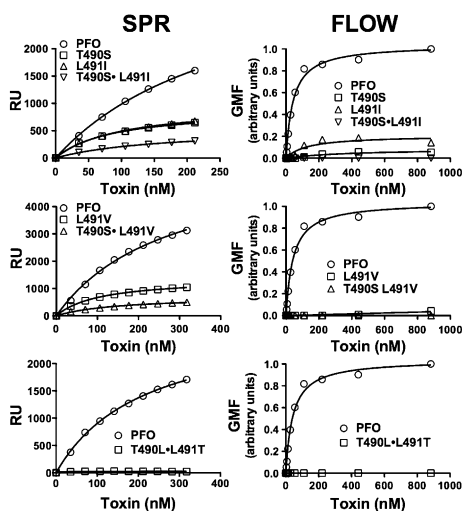 SPR
FLOW
RU
2000
1500
1000
500
0
PFO
T490S
L491I
T490S• L491I
0 50 100 150 200 250
Toxin (nM)
GMF
(arbitrary units)
1.0
0.8
0.6
0.4
0.2
0.0
PFO
T490S
L491I
T490S•L491I
0 200 400 600 800 1000
Toxin (nM)
RU
4000
3000
2000
1000
0
PFO
L491V
T490S• L491V
0 100 200 300 400
Toxin (nM)
GMF
(arbitrary units)
1.0
0.8
0.6
0.4
0.2
0.0
PFO
L491V
T490S L491V
0 200 400 600 800 1000
Toxin (nM)
RU
2000
1500
1000
500
0
PFO
T490L•L491T
0 100 200 300 400
Toxin (nM)
GMF
(arbitrary units)
1.0
0.8
0.6
0.4
0.2
0.0
PFO
T490L•L491T
0 200 400 600 800 1000
Toxin (nM)